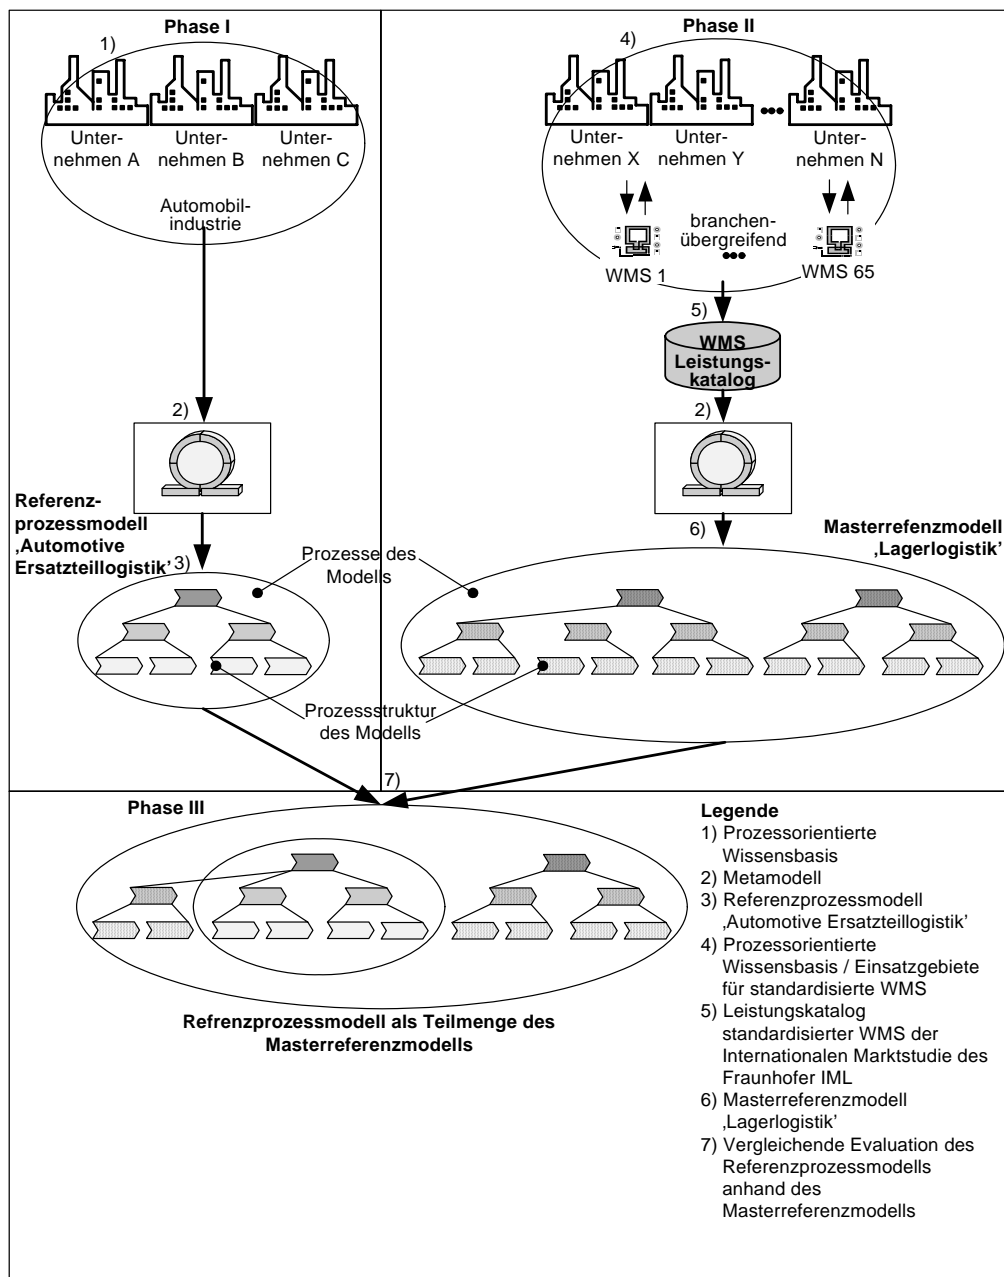 Phase I
1)
Unter-
nehmen A
Unter-
nehmen B
Unter-
nehmen C
Automobil-
industrie
2)
Referenz-
prozessmodell
‚Automotive
Ersatzteillogistik’
3)
Phase II
4)
Unter-
nehmen X
Unter-
nehmen Y
Unter-
nehmen N
branchen-
übergreifend
WMS 1
WMS 65
5)
WMS
Leistungs-
katalog
2)
6)
Masterrefenzmodell
‚Lagerlogistik’
Prozesse des
Modells
Prozessstruktur
des Modells
7)
Phase III
Refrenzprozessmodell als Teilmenge des
Masterreferenzmodells
Legende
1) Prozessorientierte
Wissensbasis
2) Metamodell
3) Referenzprozessmodell
‚Automotive Ersatzteillogistik’
4) Prozessorientierte
Wissensbasis / Einsatzgebiete
für standardisierte WMS
5) Leistungskatalog
standardisierter WMS der
Internationalen Marktstudie des
Fraunhofer IML
6) Masterreferenzmodell
‚Lagerlogistik’
7) Vergleichende Evaluation des
Referenzprozessmodells
anhand des
Masterreferenzmodells